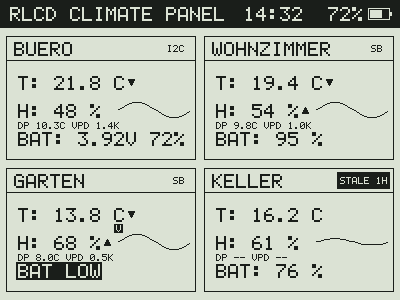 RLCD CLIMATE PANEL 14:32 72%
BUERO I2C
T: 21.8 C▼
H: 48 %
DP 10.3C VPD 1.4K
BAT: 3.92V 72%
WOHNZIMMER SB
T: 19.4 C▼
H: 54 %▲
DP 9.8C VPD 1.0K
BAT: 95 %
GARTEN SB
T: 13.8 C▼
V
H: 68 %▲
DP 8.0C VPD 0.5K
BAT LOW
KELLER STALE 1H
T: 16.2 C
H: 61 %
DP -- VPD --
BAT: 76 %